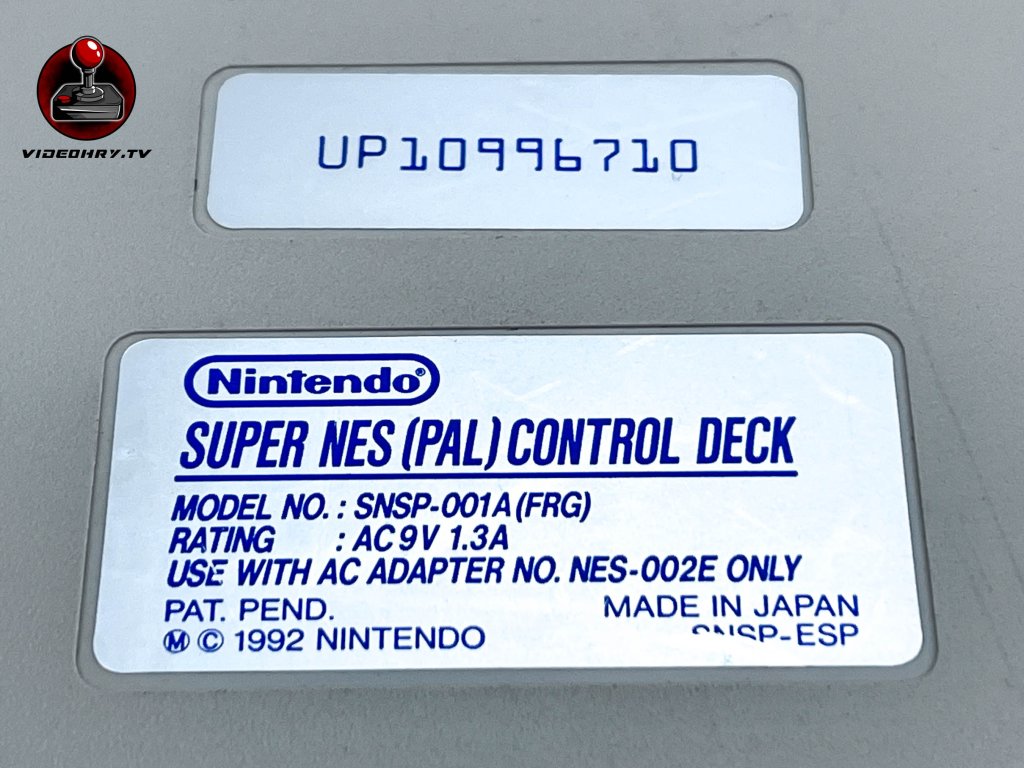 VIDEOHRY.TV
UP10996710
Nintendo®
SUPER NES (PAL) CONTROL DECK
MODEL NO. : SNSP-001A (FRG)
RATING : AC 9V 1.3A
USE WITH AC ADAPTER NO. NES-002E ONLY
PAT. PEND. MADE IN JAPAN
Ⓜ © 1992 NINTENDO SNSP-ESP